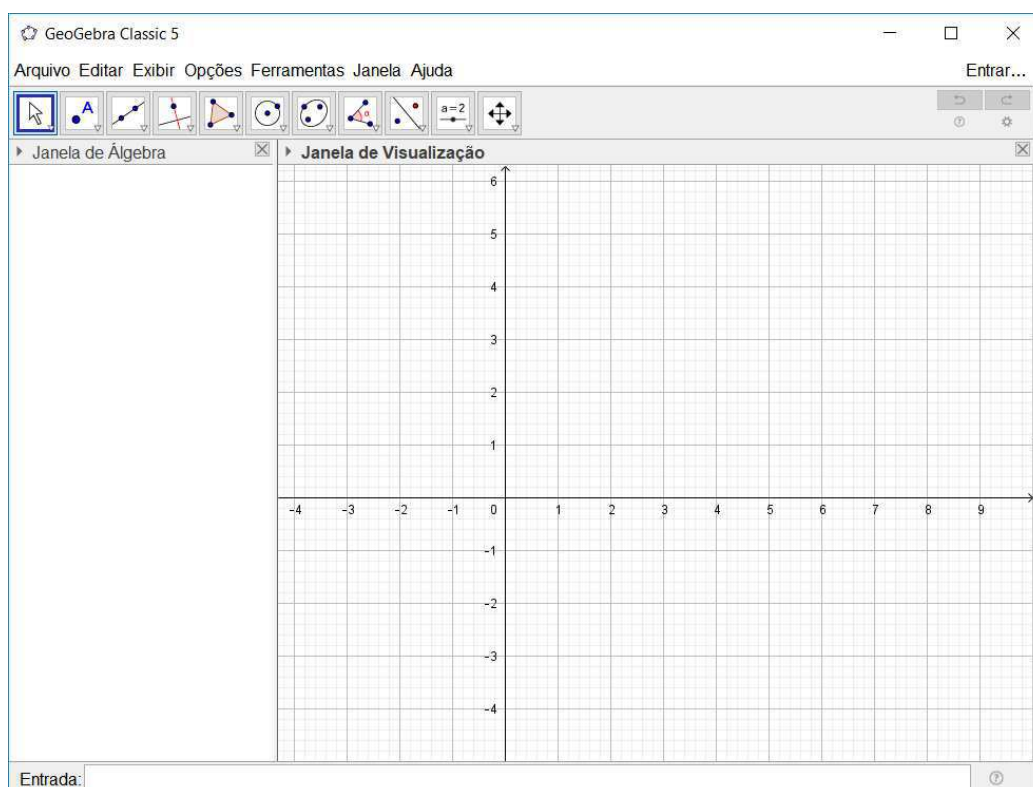 GeoGebra Classic 5
Arquivo Editar Exibir Opções Ferramentas Janela Ajuda Entrar...
A a=2
Janela de Álgebra Janela de Visualização
6
5
4
3
2
1
-4 -3 -2 -1 0 1 2 3 4 5 6 7 8 9
-1
-2
-3
-4
Entrada: